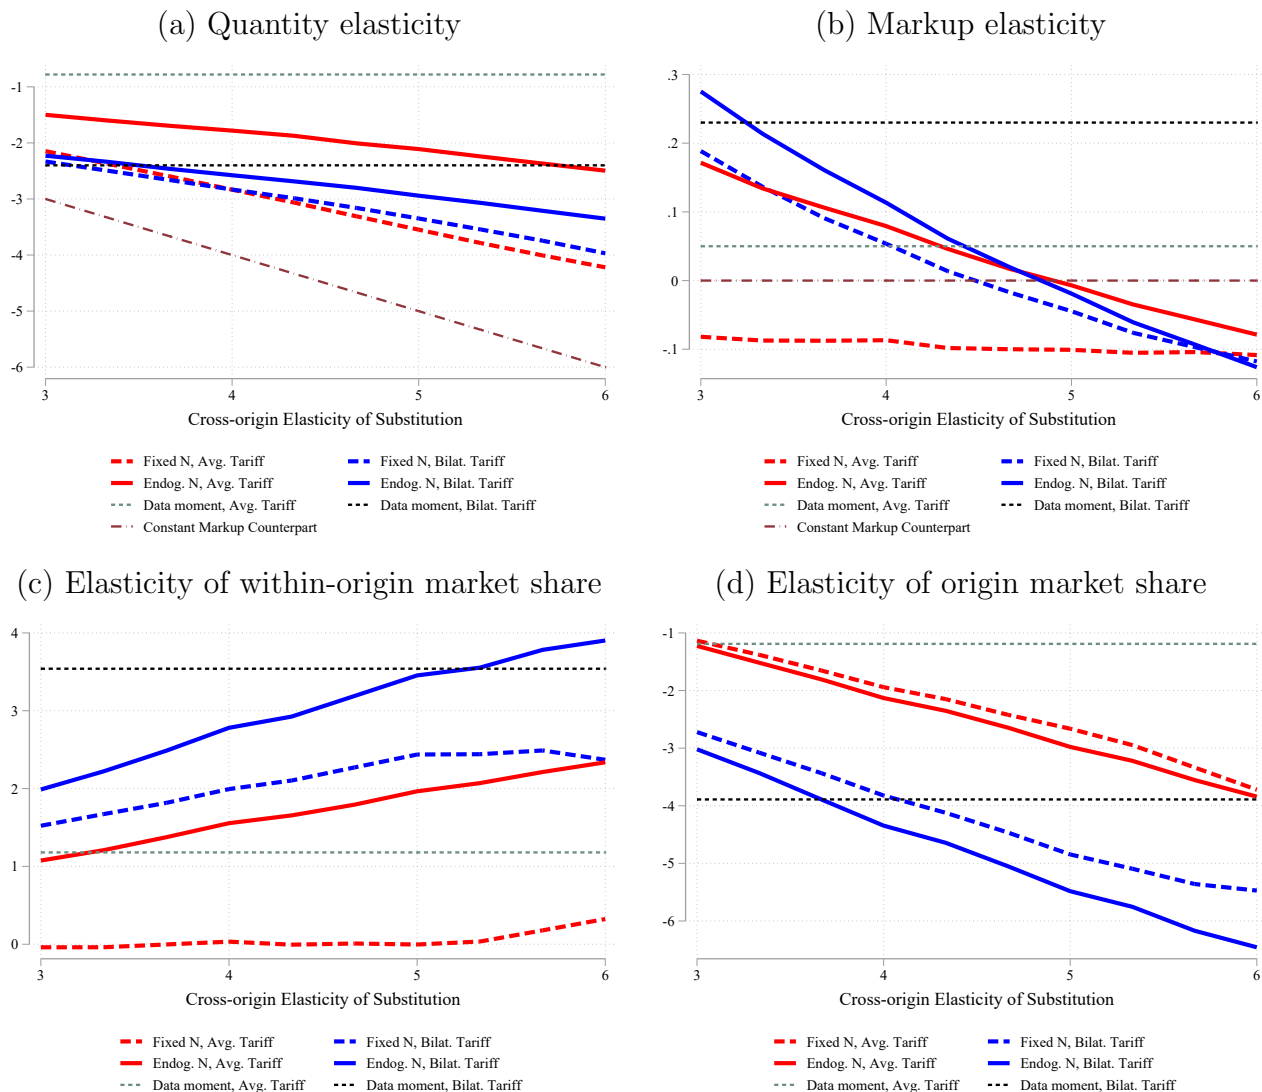 (a) Quantity elasticity
-1
-2
-3
-4
-5
-6
3
4
5
6
Cross-origin Elasticity of Substitution
Fixed N, Avg. Tariff
Fixed N, Bilat. Tariff
Endog. N, Avg. Tariff
Endog. N, Bilat. Tariff
Data moment, Avg. Tariff
Data moment, Bilat. Tariff
Constant Markup Counterpart
(b) Markup elasticity
.3
.2
.1
0
-.1
3
4
5
6
Cross-origin Elasticity of Substitution
Fixed N, Avg. Tariff
Fixed N, Bilat. Tariff
Endog. N, Avg. Tariff
Endog. N, Bilat. Tariff
Data moment, Avg. Tariff
Data moment, Bilat. Tariff
Constant Markup Counterpart
(c) Elasticity of within-origin market share
4
3
2
1
0
3
4
5
6
Cross-origin Elasticity of Substitution
Fixed N, Avg. Tariff
Fixed N, Bilat. Tariff
Endog. N, Avg. Tariff
Endog. N, Bilat. Tariff
Data moment, Avg. Tariff
Data moment, Bilat. Tariff
(d) Elasticity of origin market share
-1
-2
-3
-4
-5
-6
3
4
5
6
Cross-origin Elasticity of Substitution
Fixed N, Avg. Tariff
Fixed N, Bilat. Tariff
Endog. N, Avg. Tariff
Endog. N, Bilat. Tariff
Data moment, Avg. Tariff
Data moment, Bilat. Tariff